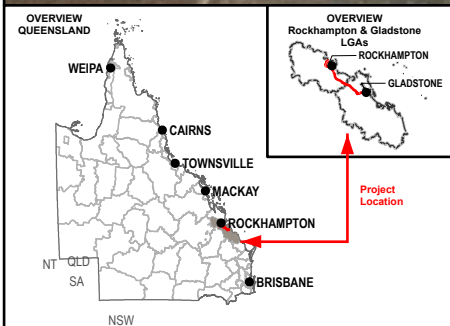 OVERVIEW
QUEENSLAND
WEIPA
CAIRNS
TOWNSVILLE
MACKAY
ROCKHAMPTON
BRISBANE
NT
QLD
SA
NSW
OVERVIEW
Rockhampton & Gladstone
LGAs
ROCKHAMPTON
GLADSTONE
Project
Location